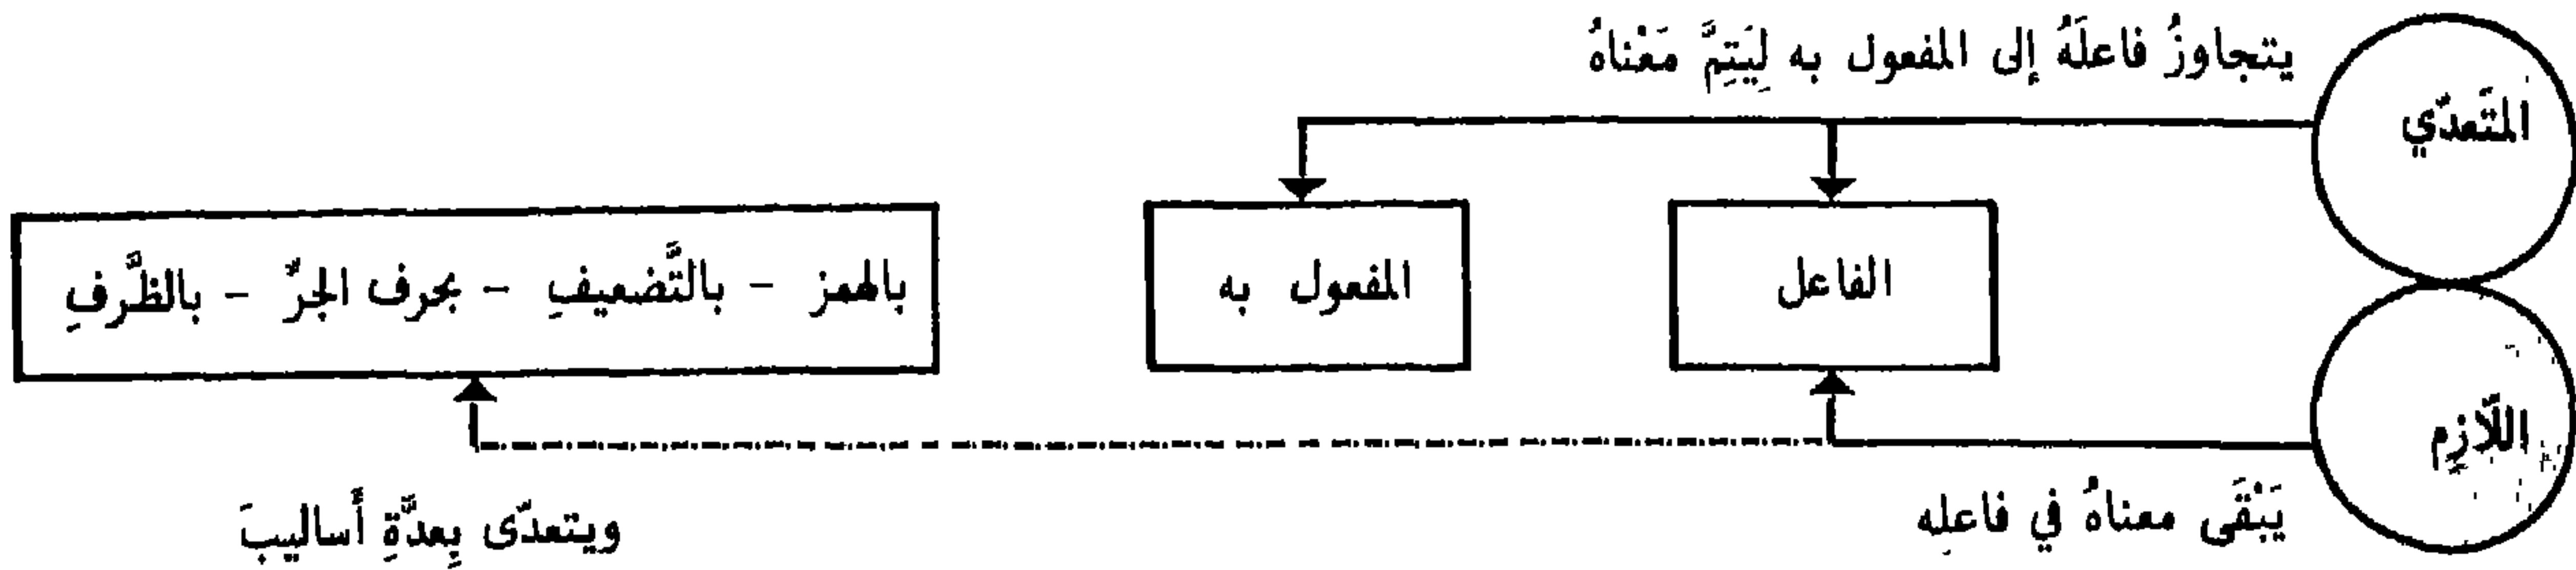 يتجاوزُ فاعلَهُ إلى المفعول به لِيَتِمَّ مَعْناهُ
المتَعدّي
الفاعل
المفعول به
بالهمز - بالتَّضعيفِ - بحرف الجرِّ - بالظَّرفِ
اللّازِم
يَبْقَى معناهُ في فاعلِه
ويتعدّى بِعدَّةِ أَساليبَ